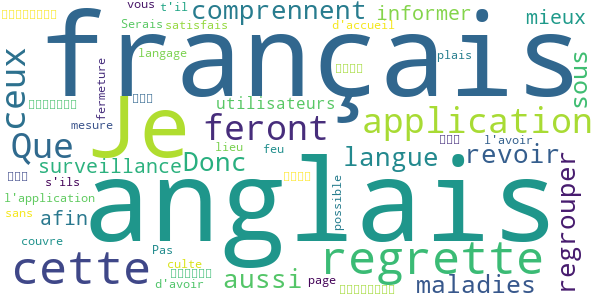 vous t'il
comprennent informer mieux
Serais satisfais d'accueil
français
langage plais
ceux fermeture sous
Je utilisateurs application
mesure feront
Que l'avoir
lieu feu langue revoir
surveillance Donc
anglais regrouper
s'ils
l'application possible
sans afin
couvre Pas regrette
cette culte
d'avoir aussi page maladies